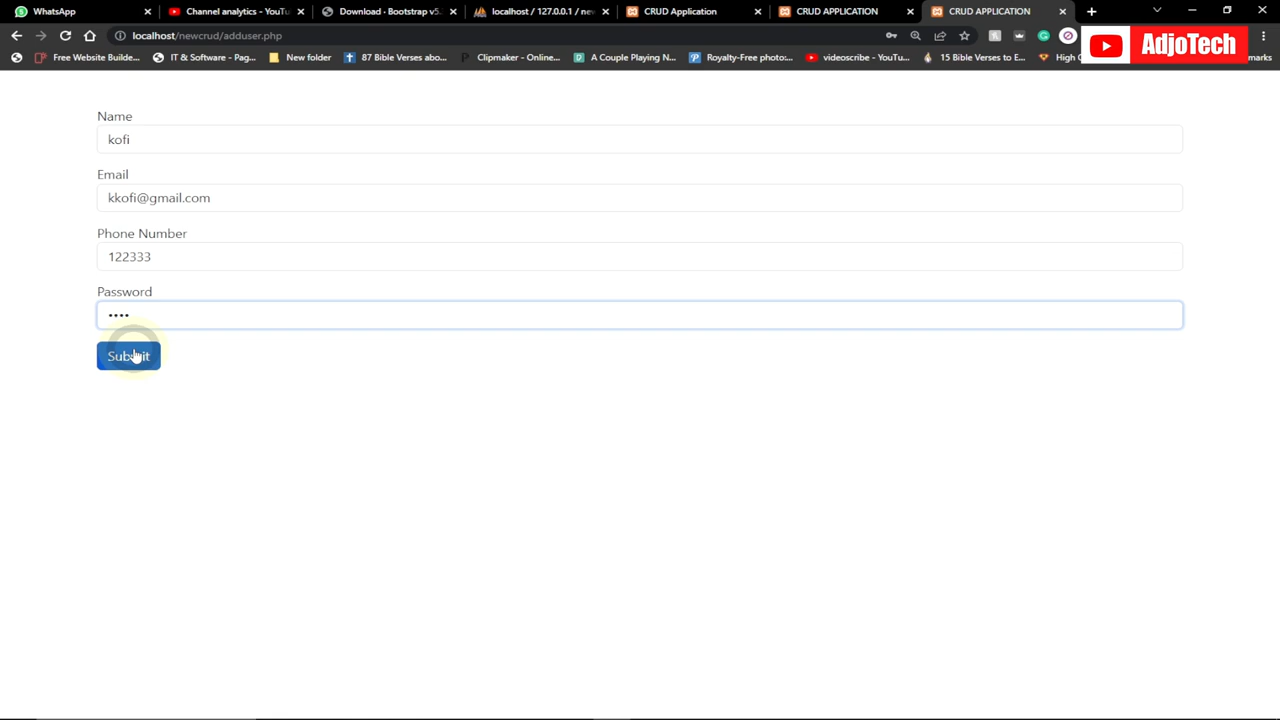 WhatsApp
Channel analytics - YouTu
Download - Bootstrap v5.
localhost / 127.0.0.1 / ne
CRUD Application
CRUD APPLICATION
CRUD APPLICATION
localhost/newcrud/adduser.php
AdjoTech
Free Website Builde...
IT & Software - Pag...
New folder
87 Bible Verses abo...
Clipmaker - Online...
A Couple Playing N...
Royalty-Free photo:...
videoscribe - YouTu...
15 Bible Verses to E...
High
marks
Name
kofi
Email
kkofi@gmail.com
Phone Number
122333
Password
••••
Submit